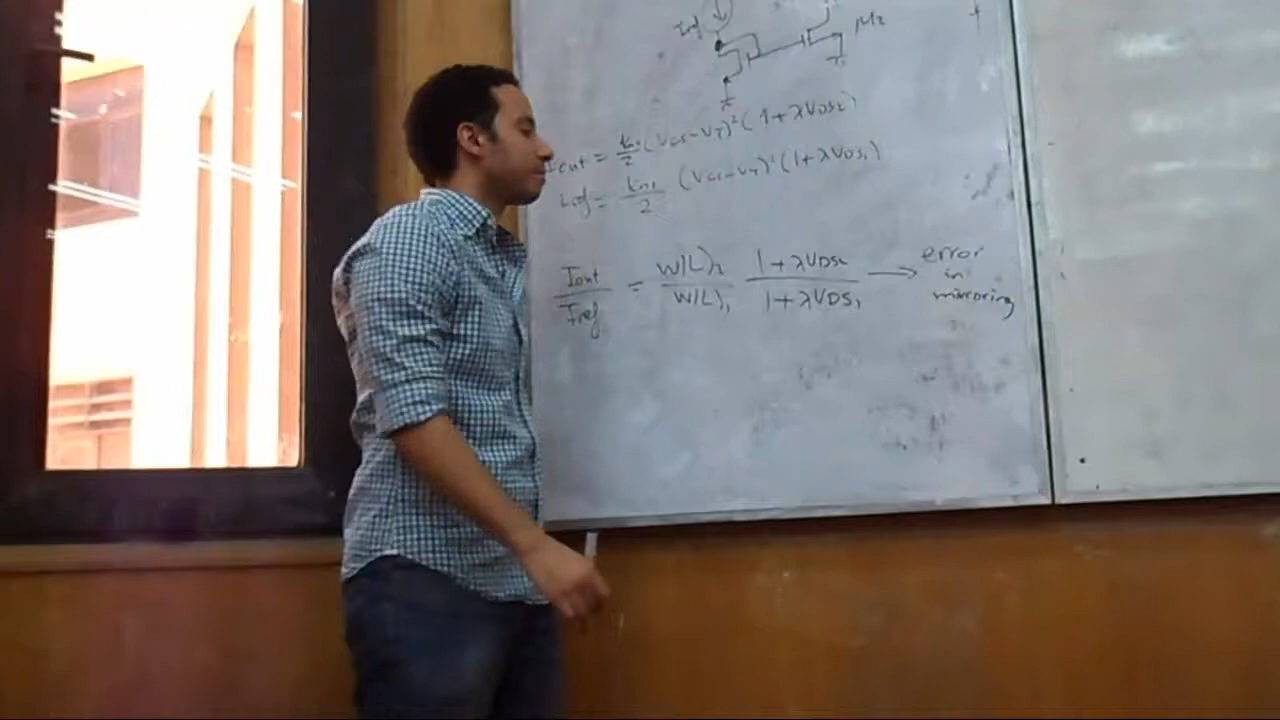 Iref M2
Iout = kn2/2 (VGS-VT)²(1+λVDS2)
Iref = kn1/2 (VGS-VT)²(1+λVDS1)
Iout/Iref = W/L)2/W/L)1 1+λVDS2/1+λVDS1 → error
in
mirroring